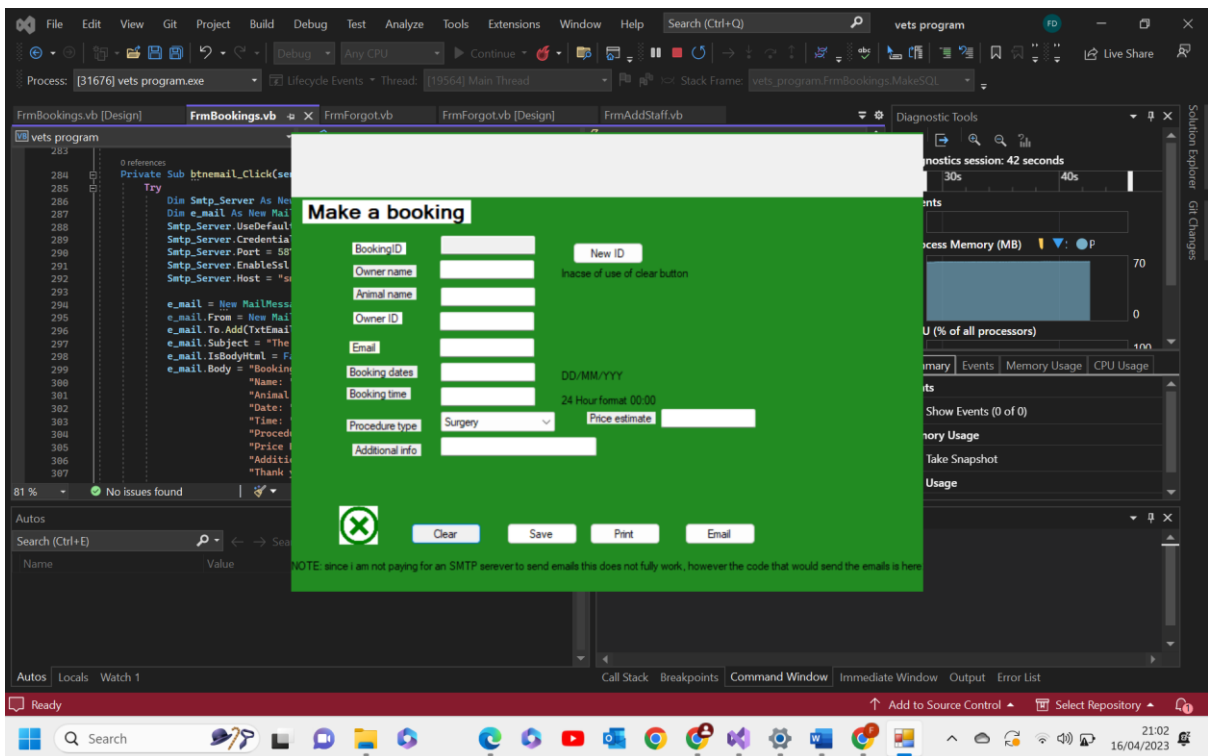 File Edit View Git Project Build Debug Test Analyze Tools Extensions Window Help Search (Ctrl+Q) vets program FD
Debug Any CPU Continue Live Share
Process: [31676] vets program.exe Lifecycle Events Thread: [19564] Main Thread Stack Frame: vets_program.FrmBookings.MakeSQL
FrmBookings.vb [Design] FrmBookings.vb FrmForgot.vb FrmForgot.vb [Design] FrmAddStaff.vb
vets program
283
0 references
284 Private Sub btnemail_Click(se
285 Try
286 Dim Smtp_Server As Ne
287 Dim e_mail As New Mai
288 Smtp_Server.UseDefaul
289 Smtp_Server.Credentia
290 Smtp_Server.Port = 58
291 Smtp_Server.EnableSsl
292 Smtp_Server.Host = "s
293
294 e_mail = New MailMess
295 e_mail.From = New Mai
296 e_mail.To.Add(TxtEmai
297 e_mail.Subject = "The
298 e_mail.IsBodyHtml = F
299 e_mail.Body = "Bookin
300 "Name:
301 "Animal
302 "Date:
303 "Time:
304 "Proced
305 "Price
306 "Additi
307 "Thank
81 % No issues found
Make a booking
BookingID New ID
Owner name Inacse of use of clear button
Animal name
Owner ID
Email
Booking dates DD/MM/YYY
Booking time 24 Hour format 00:00
Procedure type Surgery Price estimate
Additional info
Clear Save Print Email
NOTE: since i am not paying for an SMTP serever to send emails this does not fully work, however the code that would send the emails is here
Diagnostic Tools
nostics session: 42 seconds
30s 40s
ents
cess Memory (MB) P
70
0
U (% of all processors)
100
mary Events Memory Usage CPU Usage
ts
Show Events (0 of 0)
nory Usage
Take Snapshot
Usage
Solution Explorer
Git Changes
Autos
Search (Ctrl+E) Sea
Name Value
Autos Locals Watch 1
Call Stack Breakpoints Command Window Immediate Window Output Error List
Ready Add to Source Control Select Repository
Search
21:02
16/04/2023